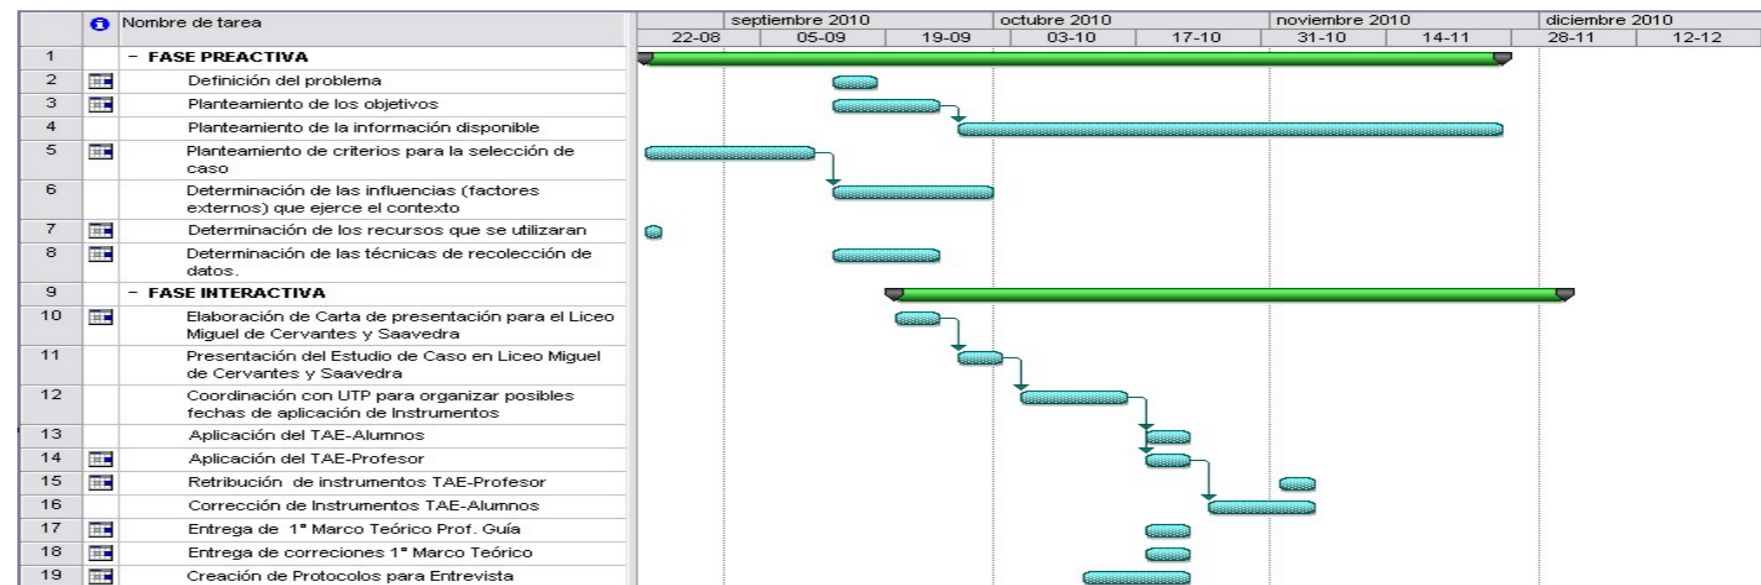 Nombre de tarea
septiembre 2010 octubre 2010 noviembre 2010 diciembre 2010
22-08 05-09 19-09 03-10 17-10 31-10 14-11 28-11 12-12
1 − FASE PREACTIVA
2 Definición del problema
3 Planteamiento de los objetivos
4 Planteamiento de la información disponible
5 Planteamiento de criterios para la selección de
caso
6 Determinación de las influencias (factores
externos) que ejerce el contexto
7 Determinación de los recursos que se utilizaran
8 Determinación de las técnicas de recolección de
datos.
9 − FASE INTERACTIVA
10 Elaboración de Carta de presentación para el Liceo
Miguel de Cervantes y Saavedra
11 Presentación del Estudio de Caso en Liceo Miguel
de Cervantes y Saavedra
12 Coordinación con UTP para organizar posibles
fechas de aplicación de Instrumentos
13 Aplicación del TAE-Alumnos
14 Aplicación del TAE-Profesor
15 Retribución de instrumentos TAE-Profesor
16 Corrección de Instrumentos TAE-Alumnos
17 Entrega de 1ª Marco Teórico Prof. Guía
18 Entrega de correciones 1ª Marco Teórico
19 Creación de Protocolos para Entrevista